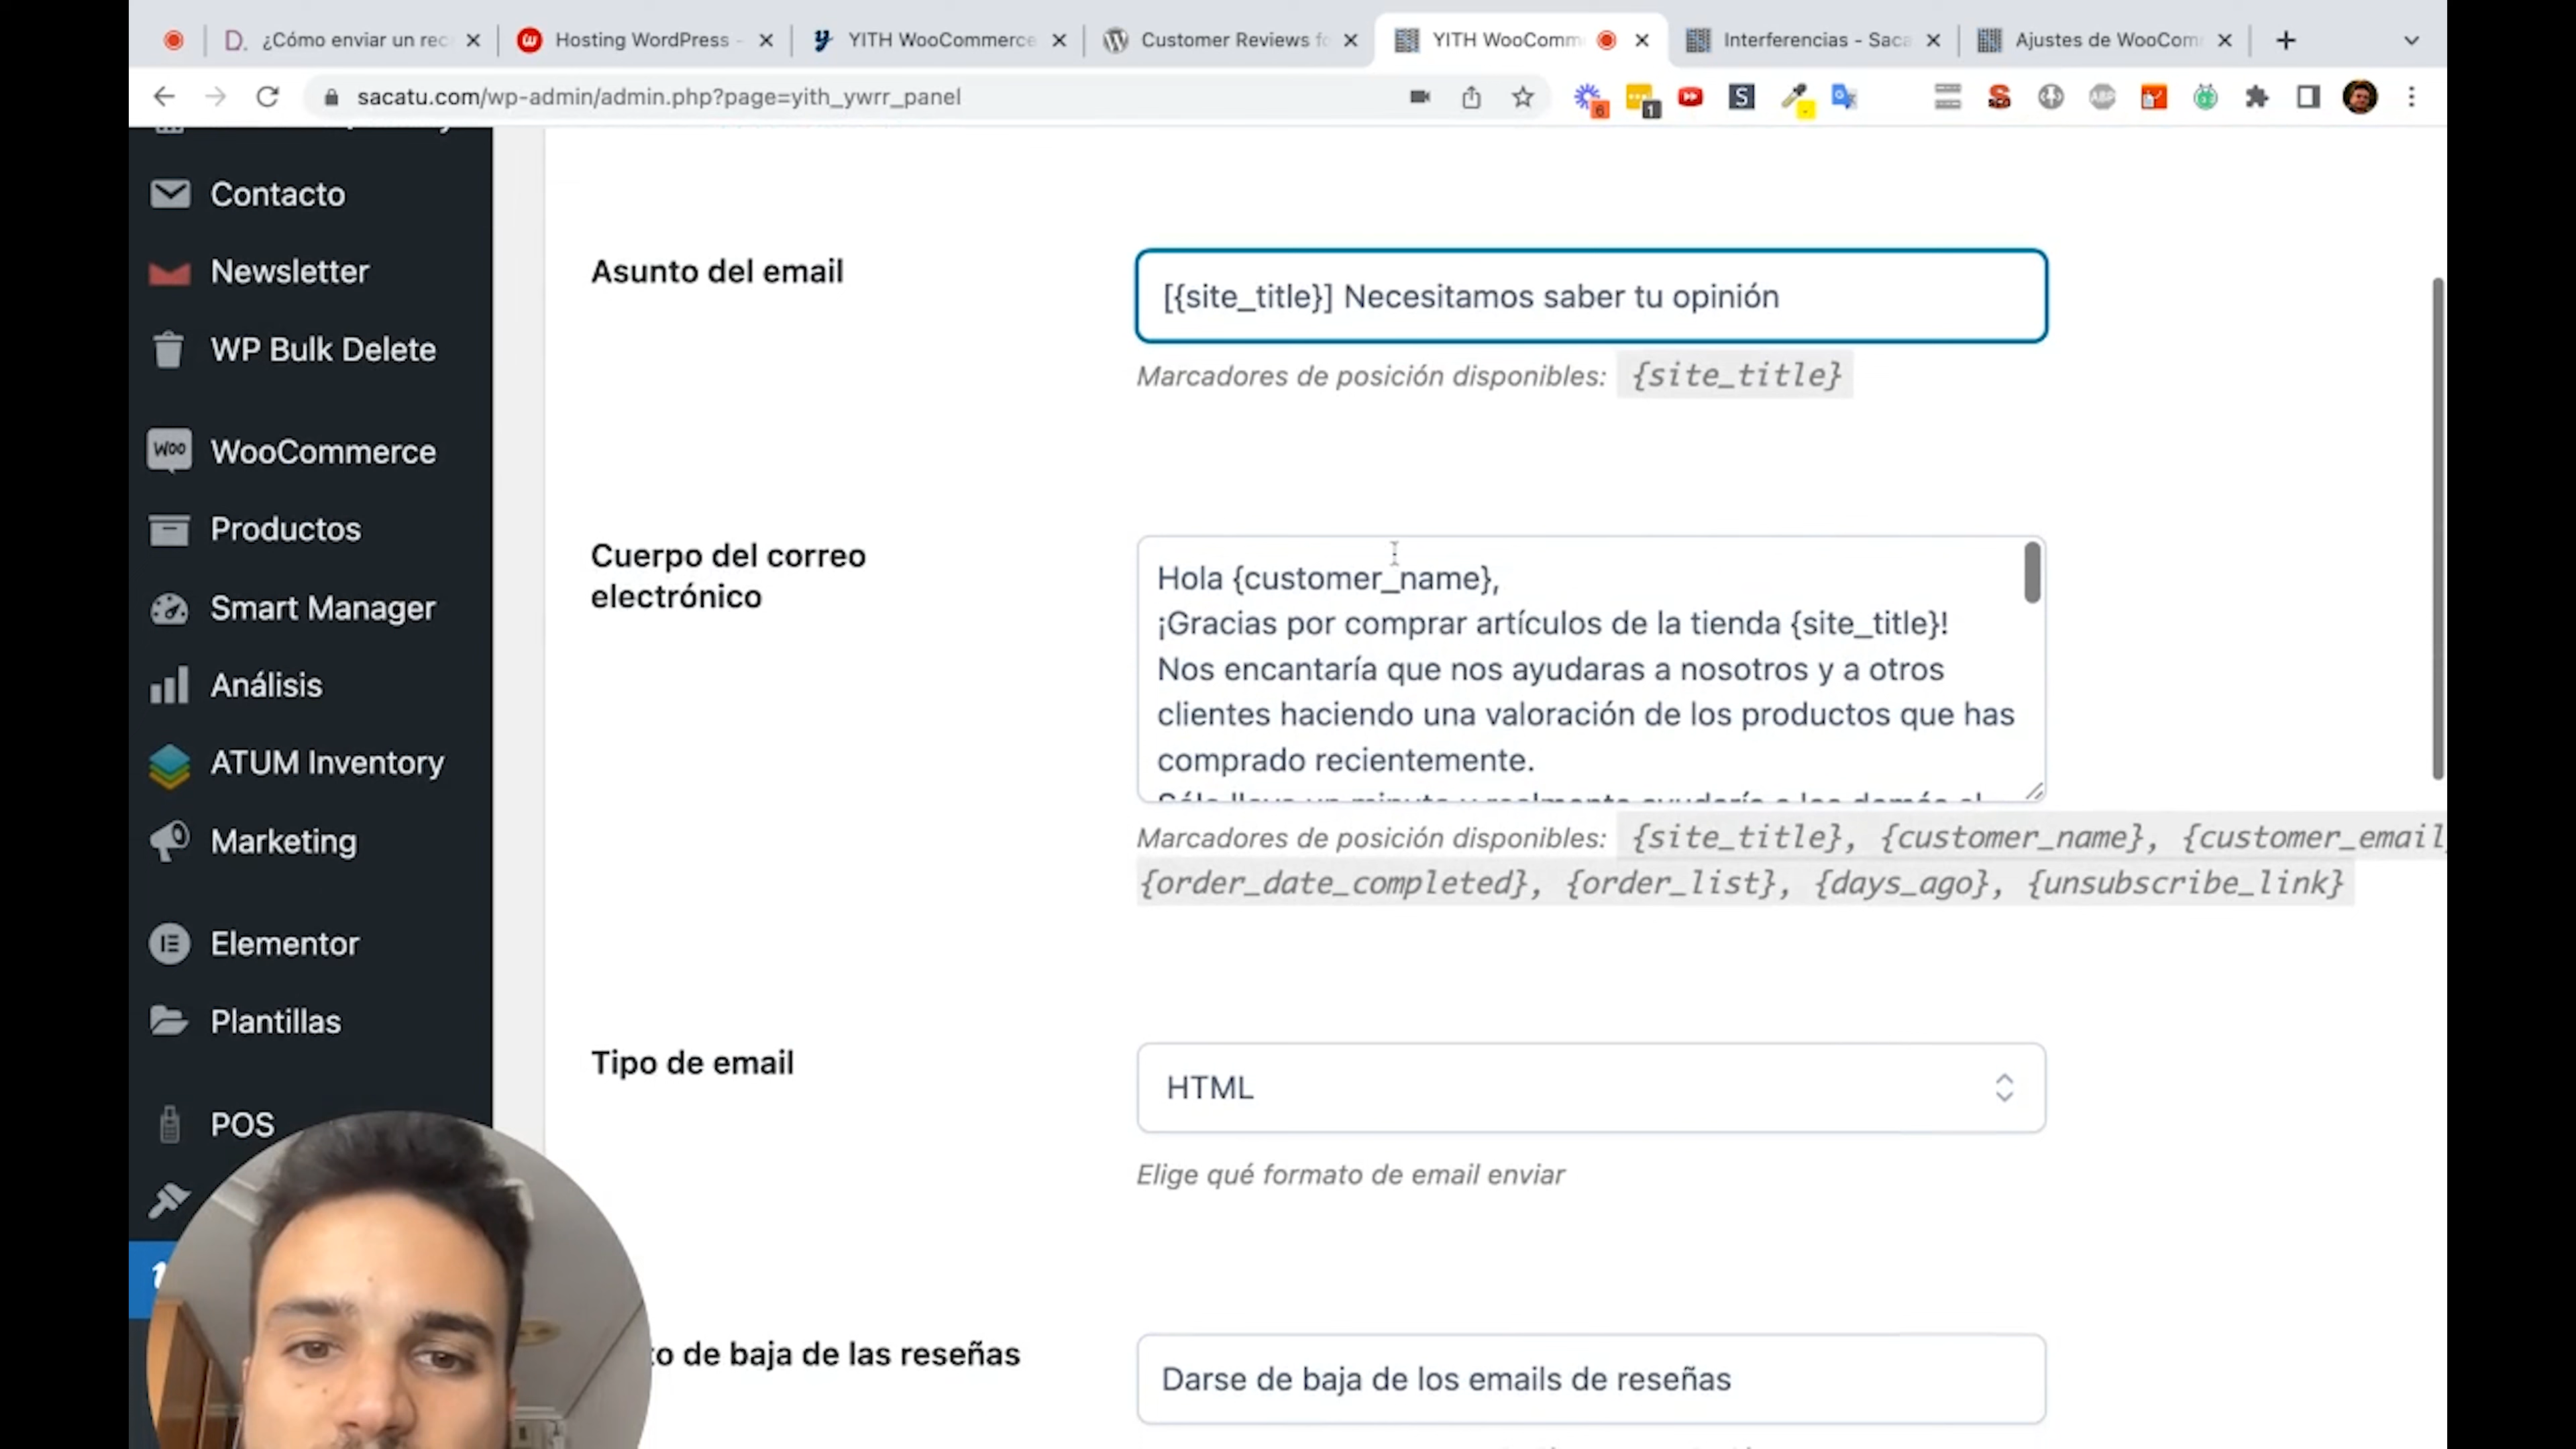 ¿Cómo enviar un rec
Hosting WordPress -
YITH WooCommerce
Customer Reviews fo
YITH WooComm
Interferencias - Saca
Ajustes de WooCom
sacatu.com/wp-admin/admin.php?page=yith_ywrr_panel
6
1
S
ABP
Contacto
Newsletter
WP Bulk Delete
Woo
WooCommerce
Productos
Smart Manager
Análisis
ATUM Inventory
Marketing
Elementor
Plantillas
POS
Asunto del email
[{site_title}] Necesitamos saber tu opinión
Marcadores de posición disponibles: {site_title}
Cuerpo del correo
electrónico
Hola {customer_name},
¡Gracias por comprar artículos de la tienda {site_title}!
Nos encantaría que nos ayudaras a nosotros y a otros
clientes haciendo una valoración de los productos que has
comprado recientemente.
Marcadores de posición disponibles: {site_title}, {customer_name}, {customer_email
{order_date_completed}, {order_list}, {days_ago}, {unsubscribe_link}
Tipo de email
HTML
Elige qué formato de email enviar
to de baja de las reseñas
Darse de baja de los emails de reseñas